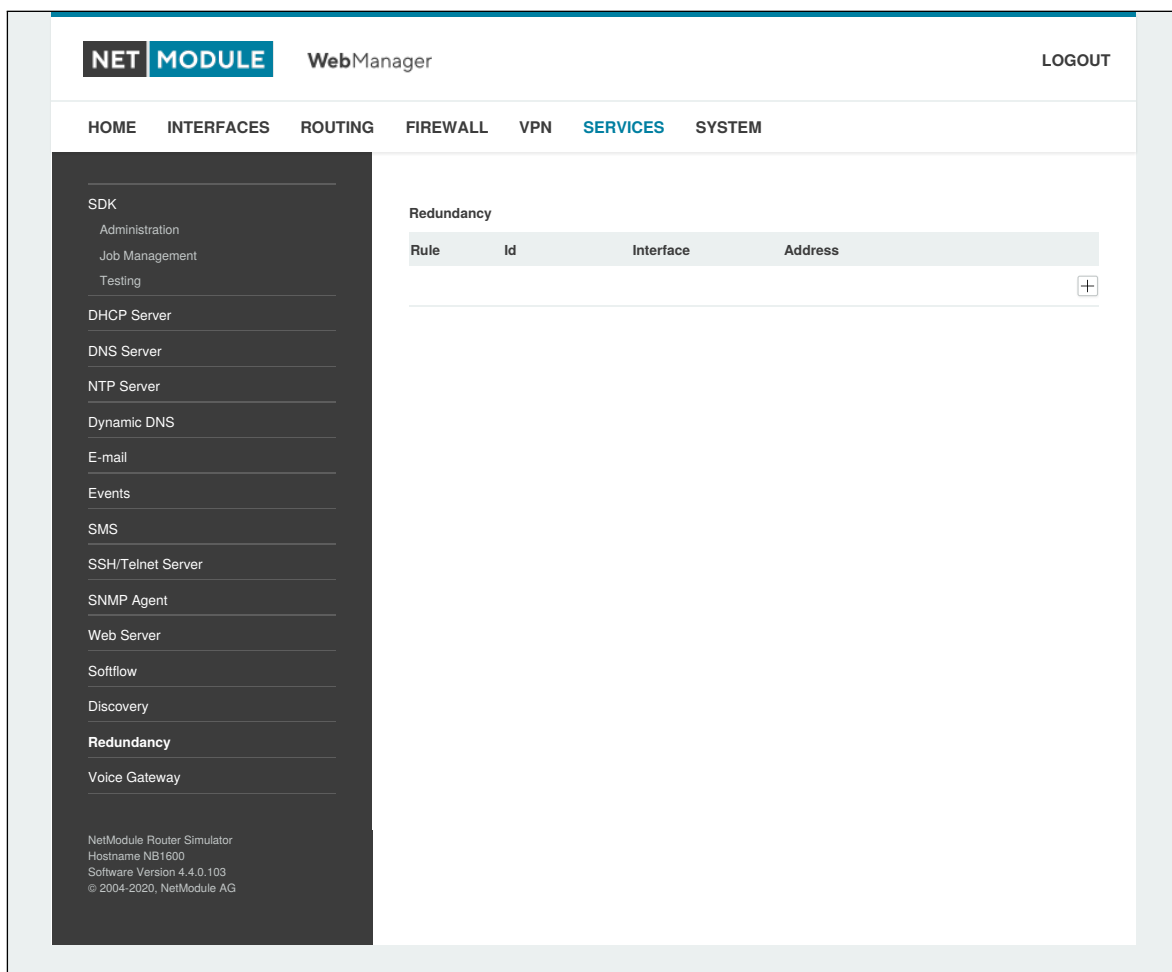 NET MODULE WebManager LOGOUT
HOME INTERFACES ROUTING FIREWALL VPN SERVICES SYSTEM
SDK
Administration
Job Management
Testing
DHCP Server
DNS Server
NTP Server
Dynamic DNS
E-mail
Events
SMS
SSH/Telnet Server
SNMP Agent
Web Server
Softflow
Discovery
Redundancy
Voice Gateway
NetModule Router Simulator
Hostname NB1600
Software Version 4.4.0.103
© 2004-2020, NetModule AG
Redundancy
Rule Id Interface Address